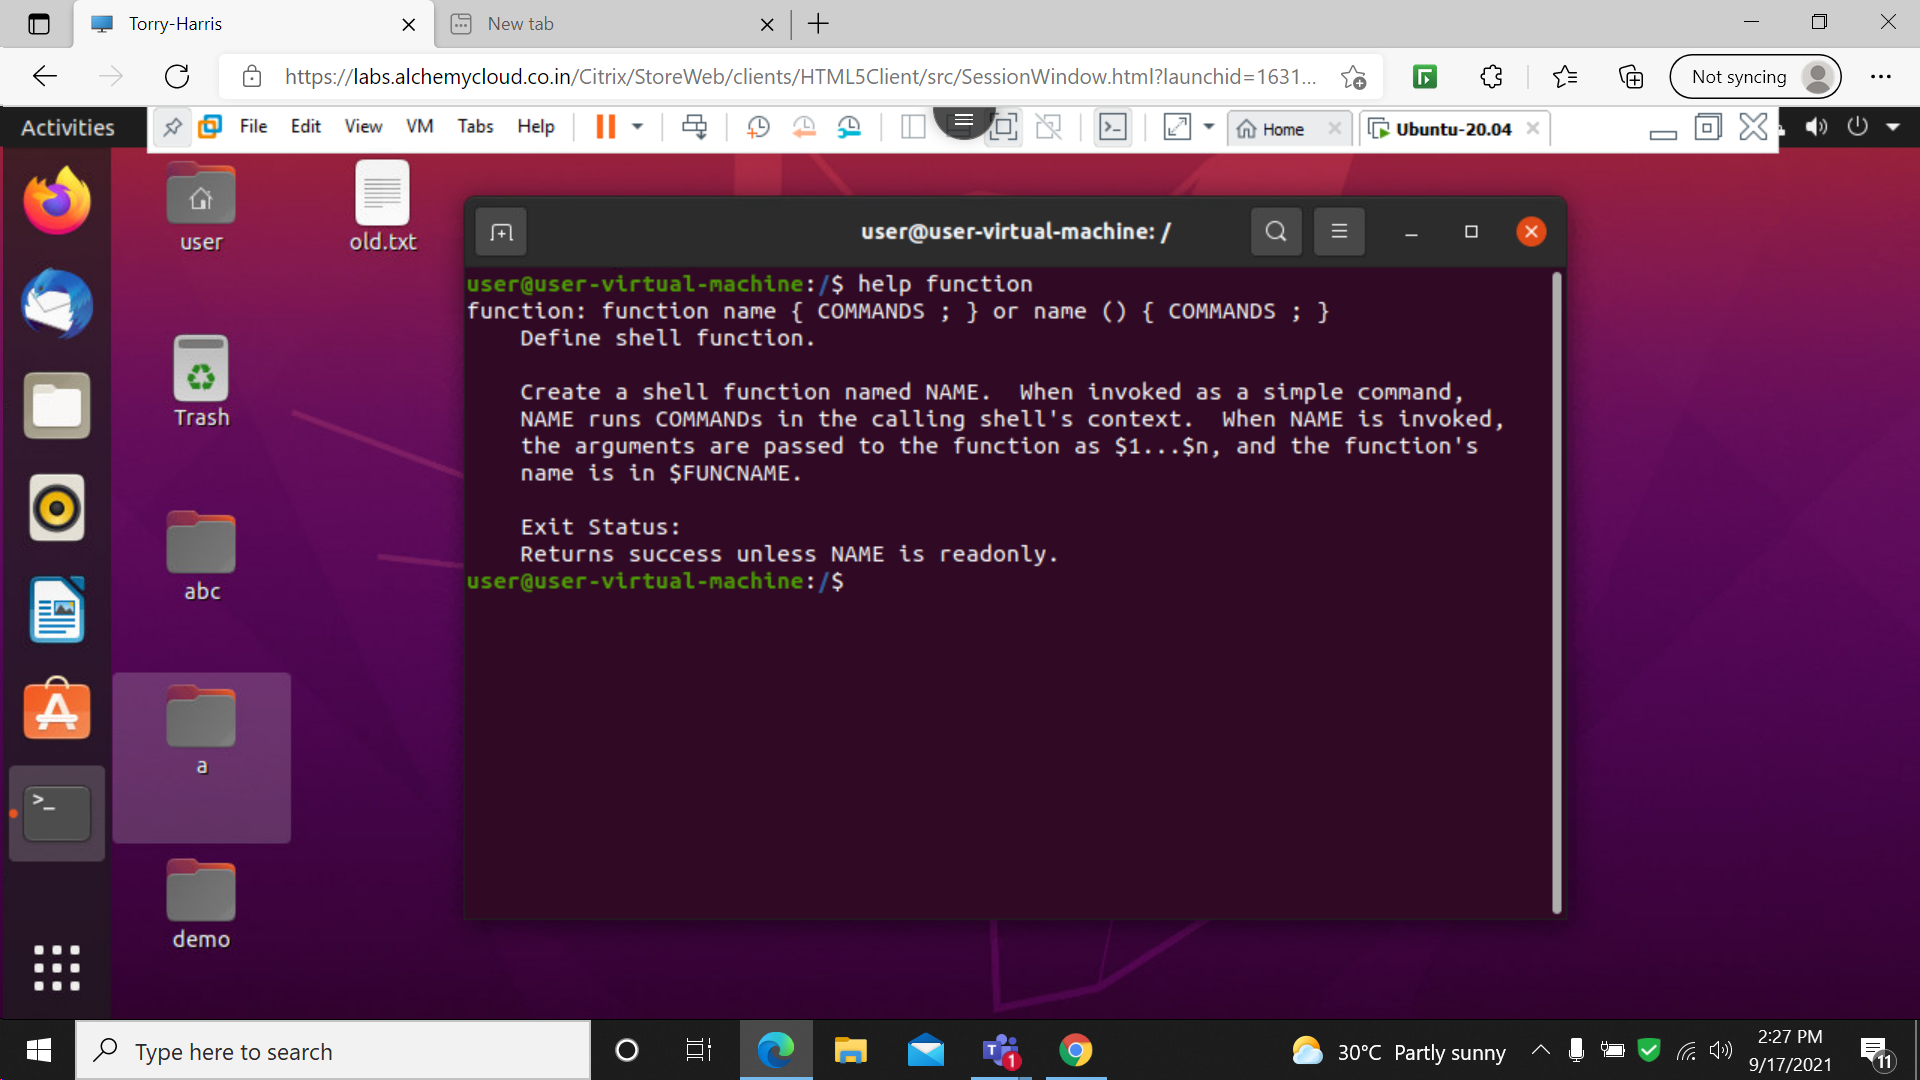 Torry-Harris
New tab
https://labs.alchemycloud.co.in/Citrix/StoreWeb/clients/HTML5Client/src/SessionWindow.html?launchid=1631...
Not syncing
Activities
File Edit View VM Tabs Help
Home
Ubuntu-20.04
user
old.txt
Trash
abc
a
demo
user@user-virtual-machine: /
user@user-virtual-machine:/$ help function
function: function name { COMMANDS ; } or name () { COMMANDS ; }
Define shell function.
Create a shell function named NAME.  When invoked as a simple command,
NAME runs COMMANDs in the calling shell's context.  When NAME is invoked,
the arguments are passed to the function as $1...$n, and the function's
name is in $FUNCNAME.
Exit Status:
Returns success unless NAME is readonly.
user@user-virtual-machine:/$
Type here to search
1
30°C Partly sunny
2:27 PM
9/17/2021
11